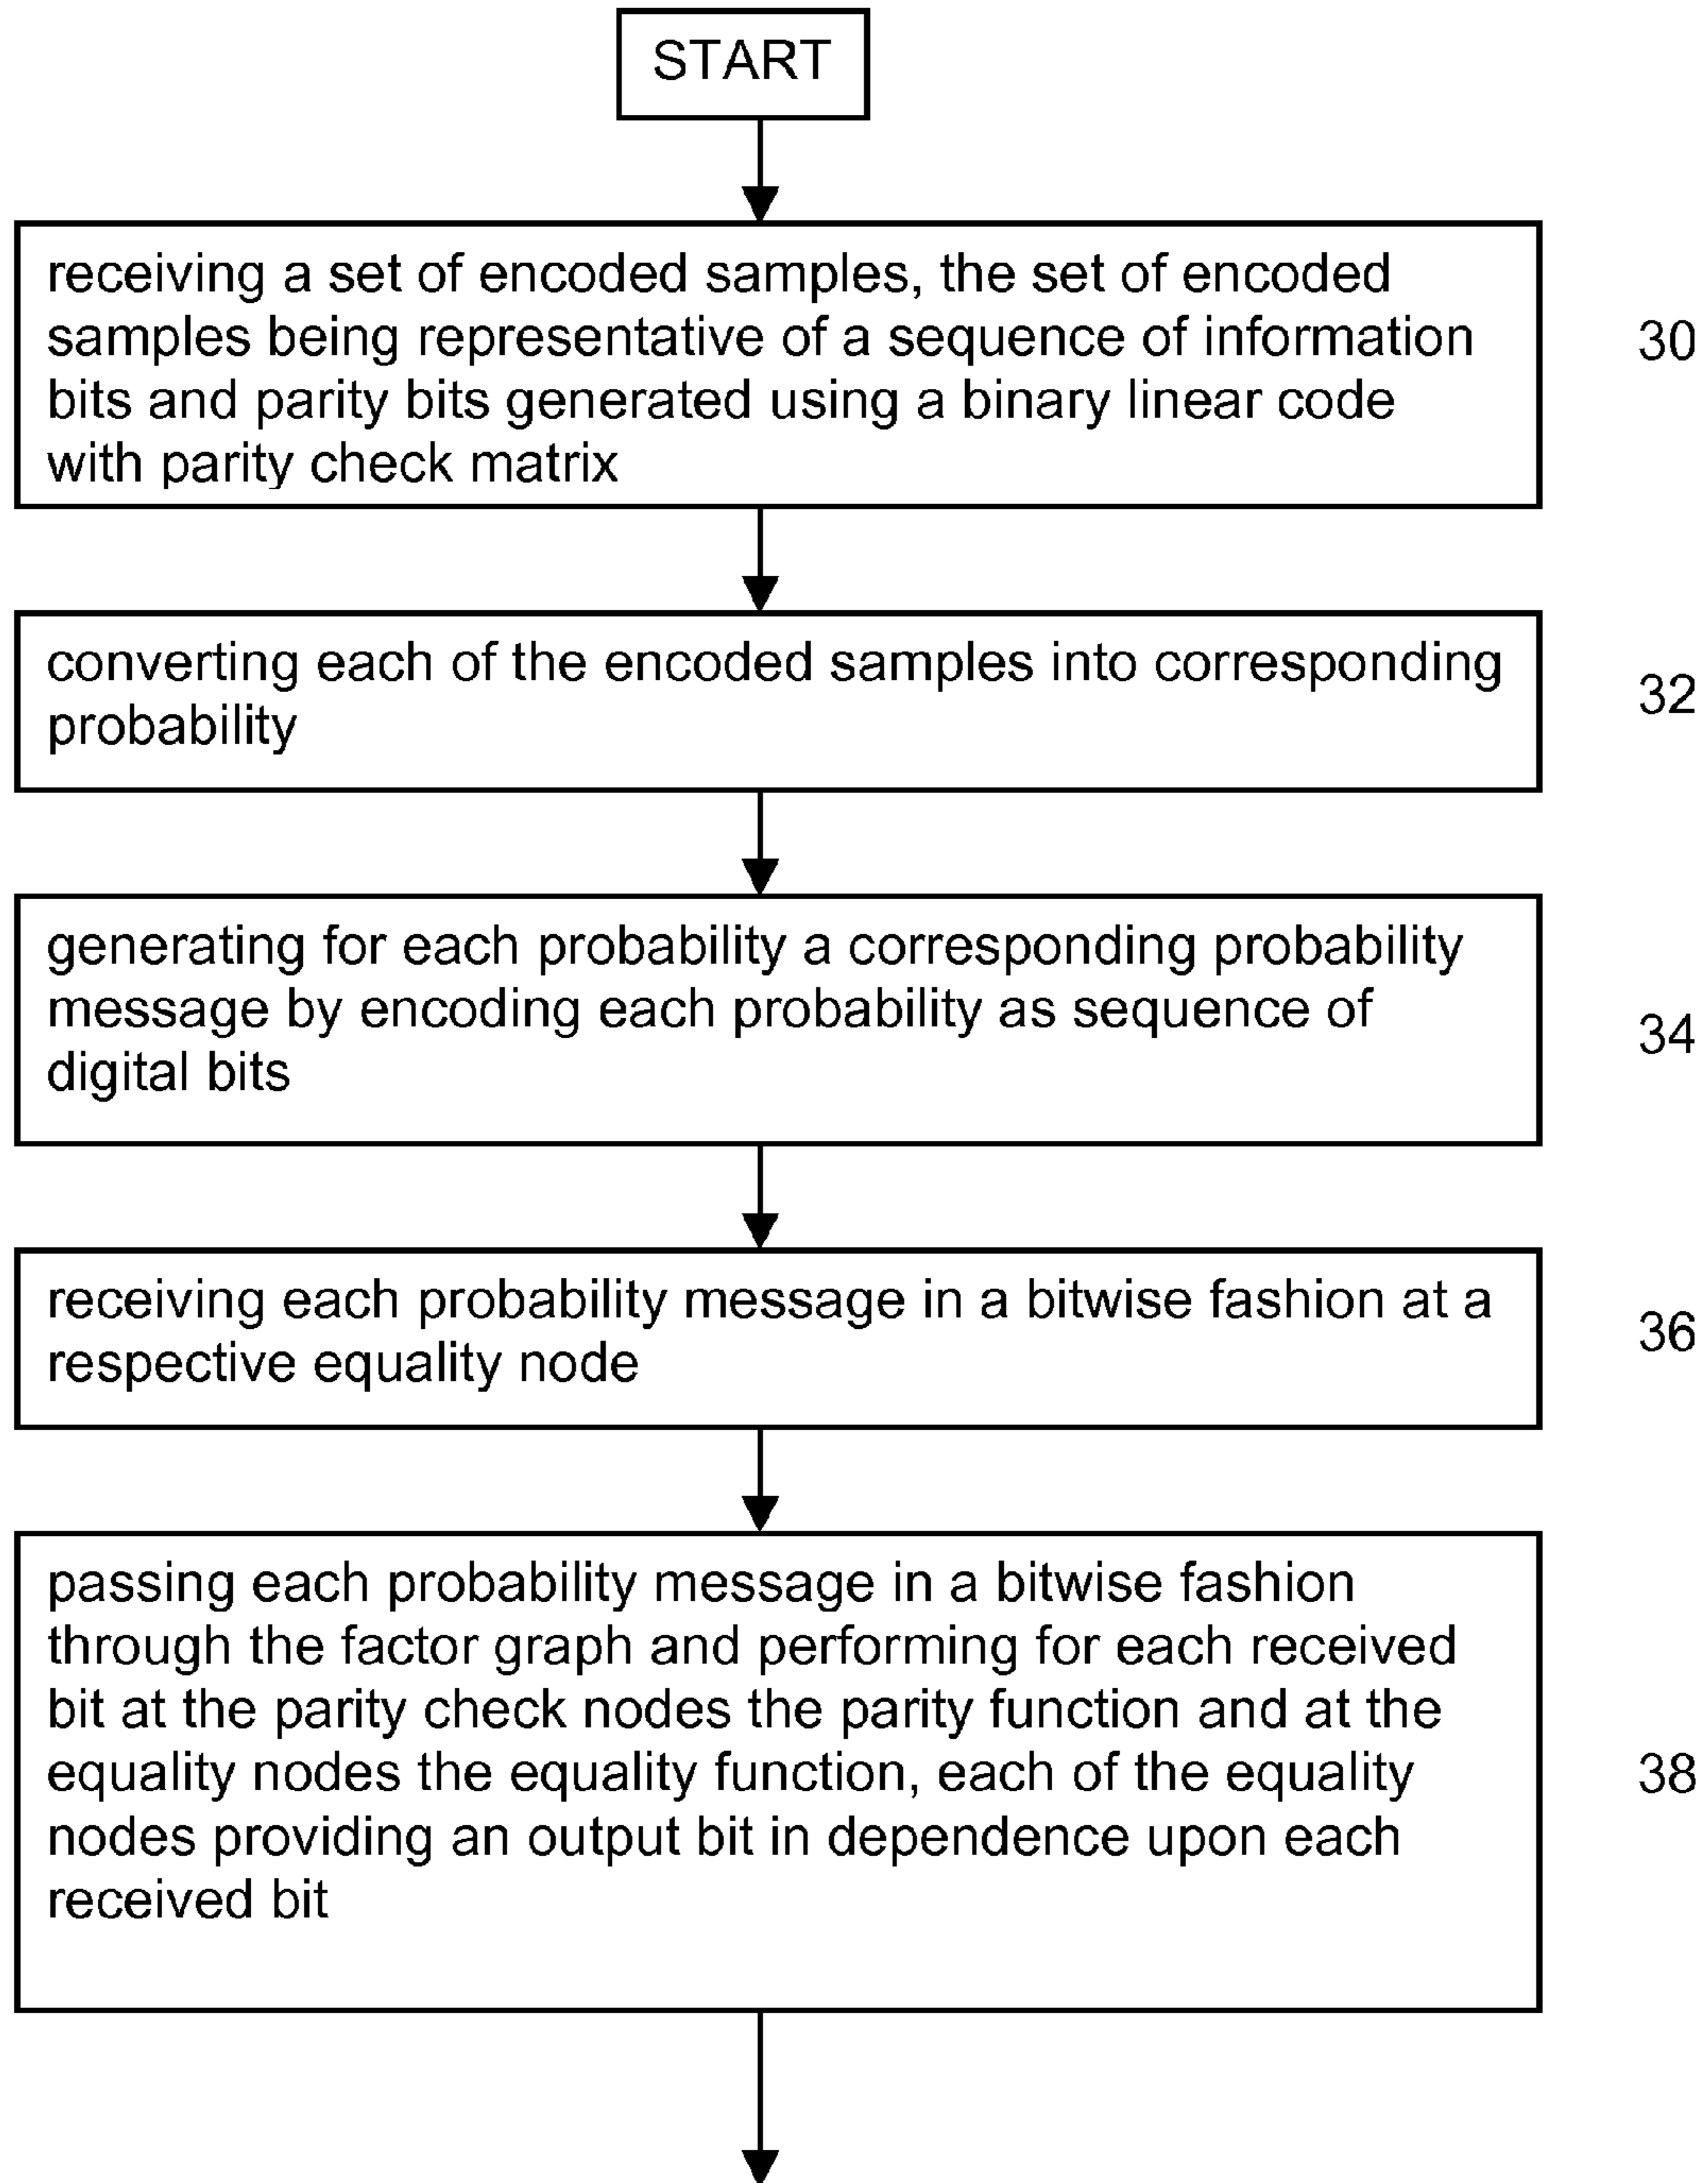 START
receiving a set of encoded samples, the set of encoded
samples being representative of a sequence of information
bits and parity bits generated using a binary linear code
with parity check matrix
30
converting each of the encoded samples into corresponding
probability
32
generating for each probability a corresponding probability
message by encoding each probability as sequence of
digital bits
34
receiving each probability message in a bitwise fashion at a
respective equality node
36
passing each probability message in a bitwise fashion
through the factor graph and performing for each received
bit at the parity check nodes the parity function and at the
equality nodes the equality function, each of the equality
nodes providing an output bit in dependence upon each
received bit
38